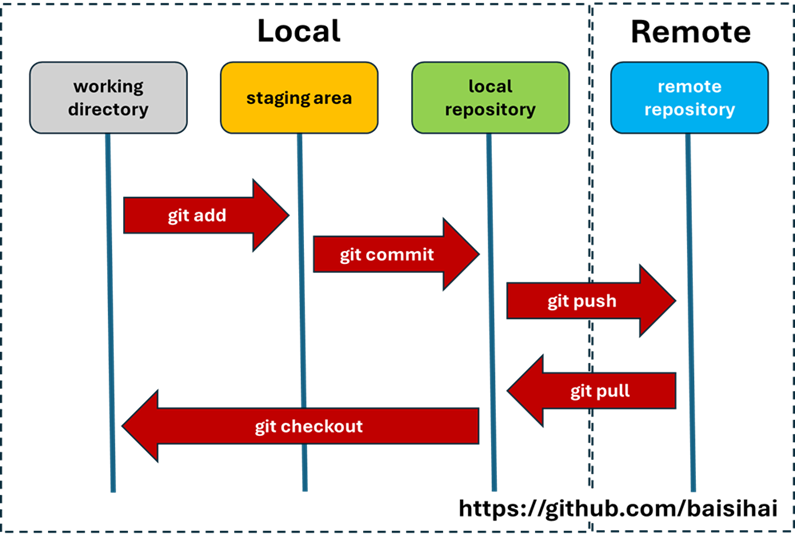 Local
Remote
working
directory
staging area
local
repository
remote
repository
git add
git commit
git push
git pull
git checkout
https://github.com/baisihai